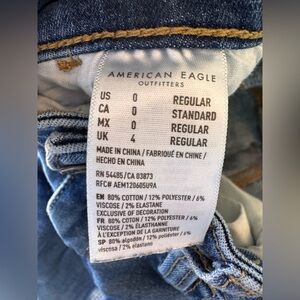 AMERICAN EAGLE
OUTFITTERS
US 0 REGULAR
CA 0 STANDARD
MX 0 REGULAR
UK 4 REGULAR
MADE IN CHINA / FABRIQUÉ EN CHINE /
HECHO EN CHINA
RN 54485/CA 03873
RFC# AEM120605U9A
EN 80% COTTON / 12% POLYESTER / 6%
VISCOSE / 2% ELASTANE
EXCLUSIVE OF DECORATION
FR 80% COTON / 12% POLYESTER / 6%
VISCOSE / 2% ÉLASTHANNE
À L'EXCEPTION DE LA GARNITURE
SP 80% algodón / 12% poliéster / 6%
viscosa / 2% elastano